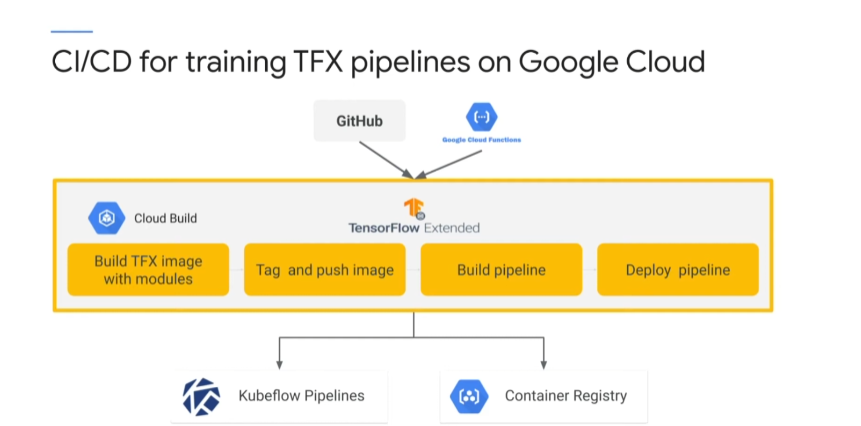 CI/CD for training TFX pipelines on Google Cloud
GitHub
Google Cloud Functions
Cloud Build
TensorFlow Extended
Build TFX image
with modules
Tag and push image
Build pipeline
Deploy pipeline
Kubeflow Pipelines
Container Registry